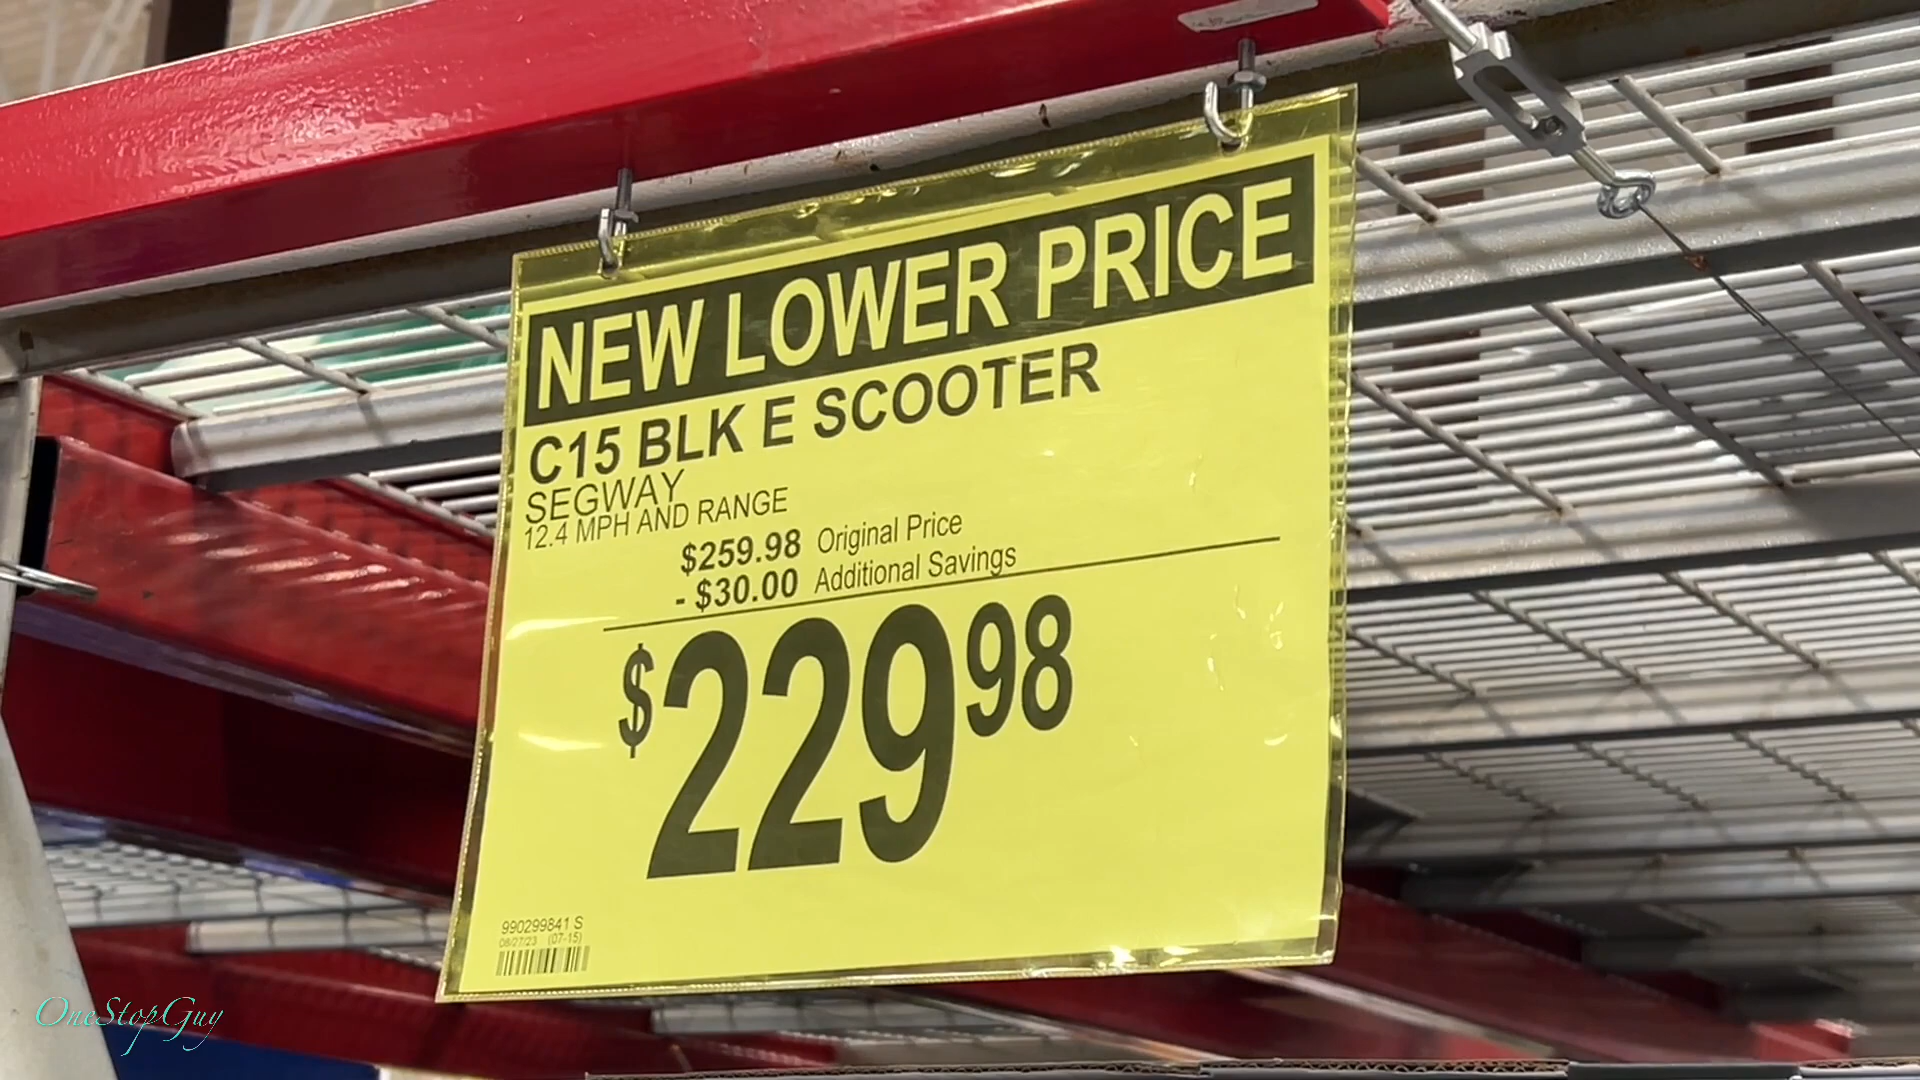 NEW LOWER PRICE
C15 BLK E SCOOTER
SEGWAY
12.4 MPH AND RANGE
$259.98 Original Price
- $30.00 Additional Savings
$229 98
990299841 S
08/27/23 (07-15)
OneStopGuy